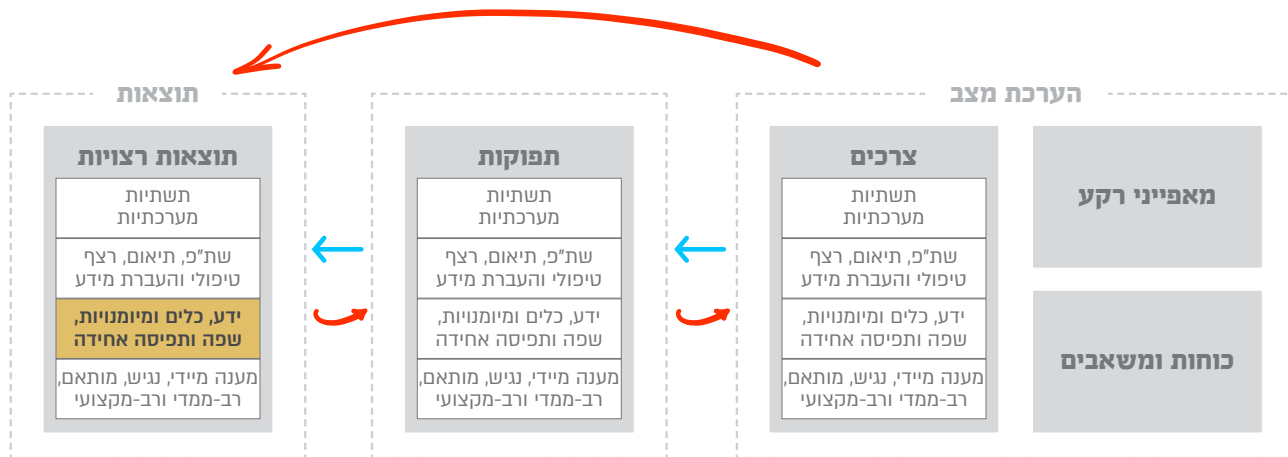 הערכת מצב
מאפייני רקע
כוחות ומשאבים
צרכים
תשתיות
מערכתיות
שת"פ, תיאום, רצף
טיפולי והעברת מידע
ידע, כלים ומיומנויות,
שפה ותפיסה אחידה
מענה מיידי, נגיש, מותאם,
רב-ממדי ורב-מקצועי
תפוקות
תשתיות
מערכתיות
שת"פ, תיאום, רצף
טיפולי והעברת מידע
ידע, כלים ומיומנויות,
שפה ותפיסה אחידה
מענה מיידי, נגיש, מותאם,
רב-ממדי ורב-מקצועי
תוצאות
תוצאות רצויות
תשתיות
מערכתיות
שת"פ, תיאום, רצף
טיפולי והעברת מידע
ידע, כלים ומיומנויות,
שפה ותפיסה אחידה
מענה מיידי, נגיש, מותאם,
רב-ממדי ורב-מקצועי